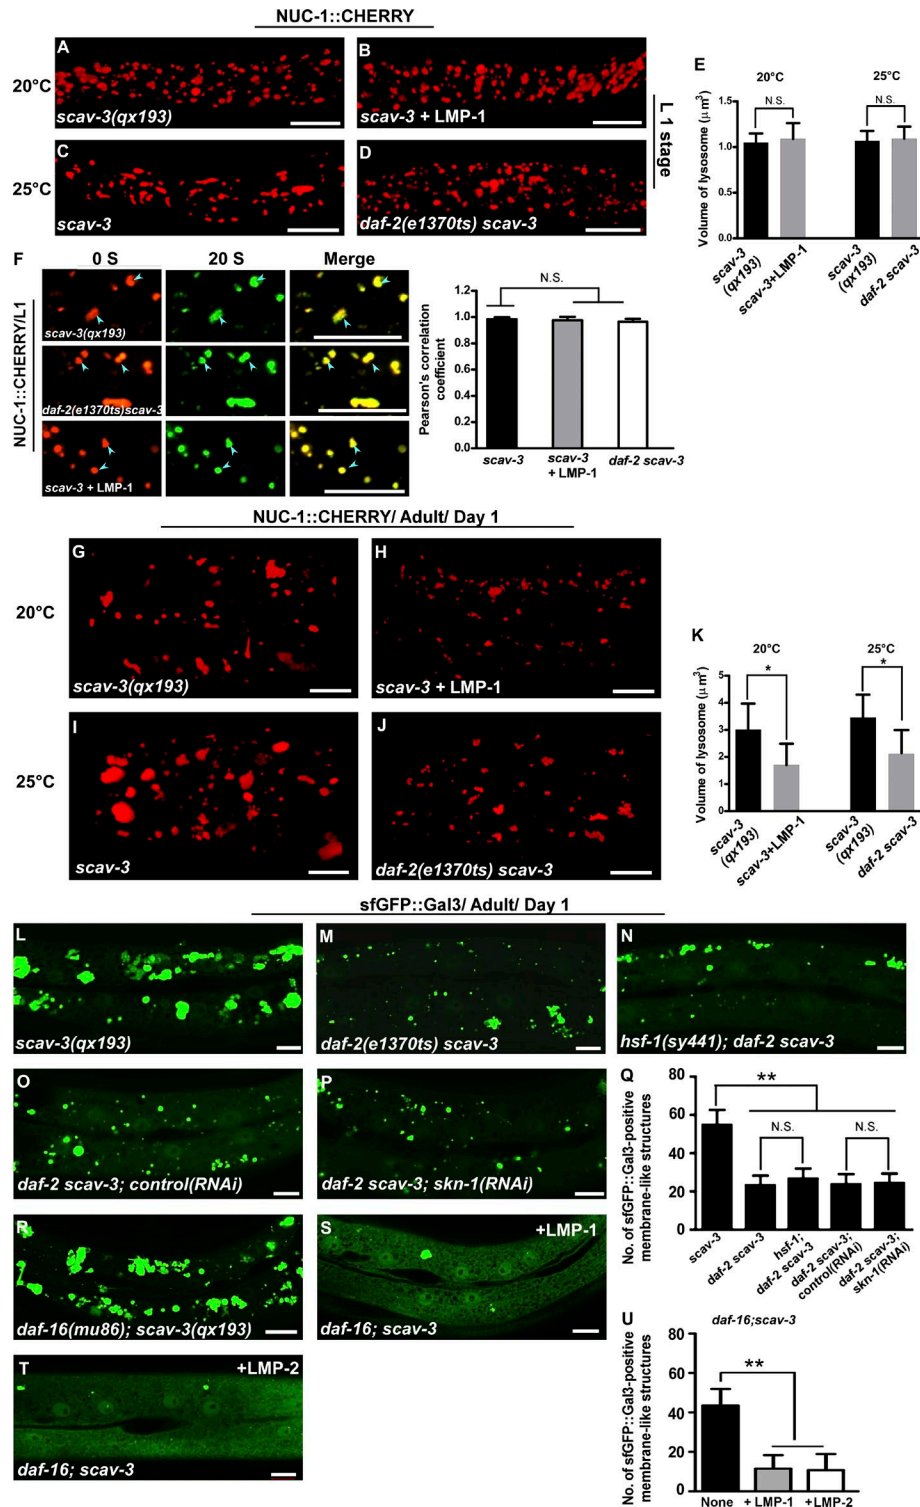 NUC-1::CHERRY
20°C
A
scav-3(qx193)
B
scav-3 + LMP-1
25°C
C
scav-3
D
daf-2(e1370ts) scav-3
L 1 stage
E
20°C
25°C
N.S.
N.S.
Volume of lysosome (μm3)
1.5
1.0
0.5
0.0
scav-3 (qx193)
scav-3+LMP-1
scav-3 (qx193)
daf-2 scav-3
F
0 S
20 S
Merge
NUC-1::CHERRY/L1
scav-3(qx193)
daf-2(e1370ts)scav-3
scav-3 + LMP-1
N.S.
Pearson's correlation coefficient
1.2
1.0
0.8
0.6
0.4
0.2
0.0
scav-3
scav-3 + LMP-1
daf-2 scav-3
NUC-1::CHERRY/ Adult/ Day 1
20°C
G
scav-3(qx193)
H
scav-3 + LMP-1
25°C
I
scav-3
J
daf-2(e1370ts) scav-3
K
20°C
25°C
*
*
Volume of lysosome (μm3)
5
4
3
2
1
0
scav-3 (qx193)
scav-3+LMP-1
scav-3 (qx193)
daf-2 scav-3
sfGFP::Gal3/ Adult/ Day 1
L
scav-3(qx193)
M
daf-2(e1370ts) scav-3
N
hsf-1(sy441); daf-2 scav-3
O
daf-2 scav-3; control(RNAi)
P
daf-2 scav-3; skn-1(RNAi)
Q
**
N.S.
N.S.
No. of sfGFP::Gal3-positive membrane-like structures
80
60
40
20
0
scav-3
daf-2 scav-3
hsf-1; daf-2 scav-3
daf-2 scav-3; control(RNAi)
daf-2 scav-3; skn-1(RNAi)
R
daf-16(mu86); scav-3(qx193)
S
+LMP-1
daf-16; scav-3
T
+LMP-2
daf-16; scav-3
U
daf-16;scav-3
**
No. of sfGFP::Gal3-positive membrane-like structures
80
60
40
20
0
None
+ LMP-1
+LMP-2